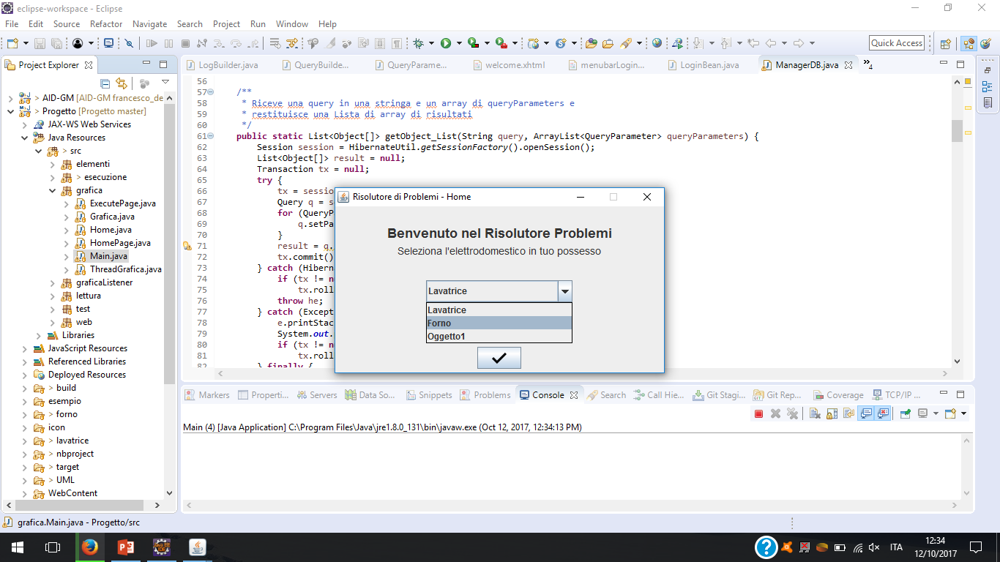 eclipse-workspace - Eclipse
File Edit Source Refactor Navigate Search Project Run Window Help
Quick Access
Project Explorer
> AID-GM [AID-GM francesco_de
> Progetto [Progetto master]
JAX-WS Web Services
Java Resources
> src
elementi
> esecuzione
grafica
ExecutePage.java
Grafica.java
Home.java
HomePage.java
Main.java
ThreadGrafica.java
graficaListener
lettura
test
web
Libraries
JavaScript Resources
Referenced Libraries
Deployed Resources
> build
esempio
> forno
icon
> lavatrice
> nbproject
> target
> UML
WebContent
LogBuilder.java QueryBuilde... QueryParame... welcome.xhtml menubarLogin... LoginBean.java ManagerDB.java »4
56
57 /**
58 * Riceve una query in una stringa e un array di queryParameters e
59 * restituisce una Lista di array di risultati
60 */
61 public static List<Object[]> getObject_List(String query, ArrayList<QueryParameter> queryParameters) {
62 Session session = HibernateUtil.getSessionFactory().openSession();
63 List<Object[]> result = null;
64 Transaction tx = null;
65 try {
66 tx = sessio
67 Query q = s
68 for (QueryP
69 q.setPa
70 }
71 result = q.
72 tx.commit()
73 } catch (Hibern
74 if (tx != n
75 tx.roll
76 throw he;
77 } catch (Except
78 e.printStac
79 System.out.
80 if (tx != n
81 tx.roll
82 } finally {
Risolutore di Problemi - Home
Benvenuto nel Risolutore Problemi
Seleziona l'elettrodomestico in tuo possesso
Lavatrice
Lavatrice
Forno
Oggetto1
Markers Properti... Servers Data So... Snippets Problems Console Search Call Hie... Git Stagi... Git Rep... Coverage TCP/IP ...
Main (4) [Java Application] C:\Program Files\Java\jre1.8.0_131\bin\javaw.exe (Oct 12, 2017, 12:34:13 PM)
grafica.Main.java - Progetto/src
ITA
12:34
12/10/2017